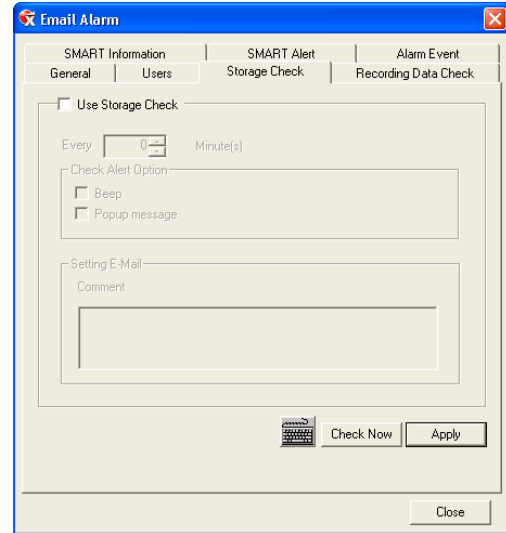 Email Alarm
SMART Information SMART Alert Alarm Event
General Users Storage Check Recording Data Check
Use Storage Check
Every 0 Minute(s)
Check Alert Option
Beep
Popup message
Setting E-Mail
Comment
Check Now Apply
Close